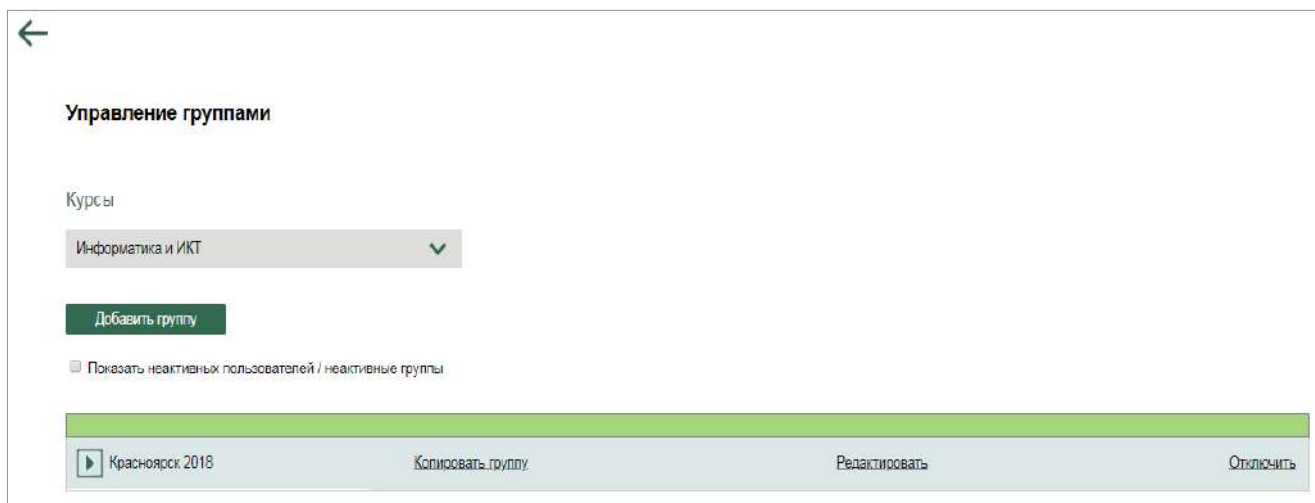 Управление группами
Курсы
Информатика и ИКТ
Добавить группу
Показать неактивных пользователей / неактивные группы
Красноярск 2018 Копировать группу Редактировать Отключить